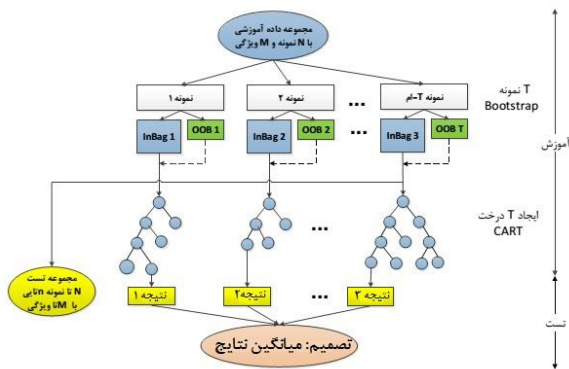 مجموعه داده آموزشی
با N نمونه و M ویژگی
نمونه ۱
نمونه ۲
...
نمونه T-ام
T نمونه
Bootstrap
InBag 1
OOB 1
InBag 2
OOB 2
...
InBag 3
OOB T
آموزش
ایجاد T درخت
CART
...
مجموعه تست
N تا نمونه nتایی
با Mتا ویژگی
نتیجه ۱
نتیجه۲
...
نتیجه ۳
تست
تصمیم: میانگین نتایج